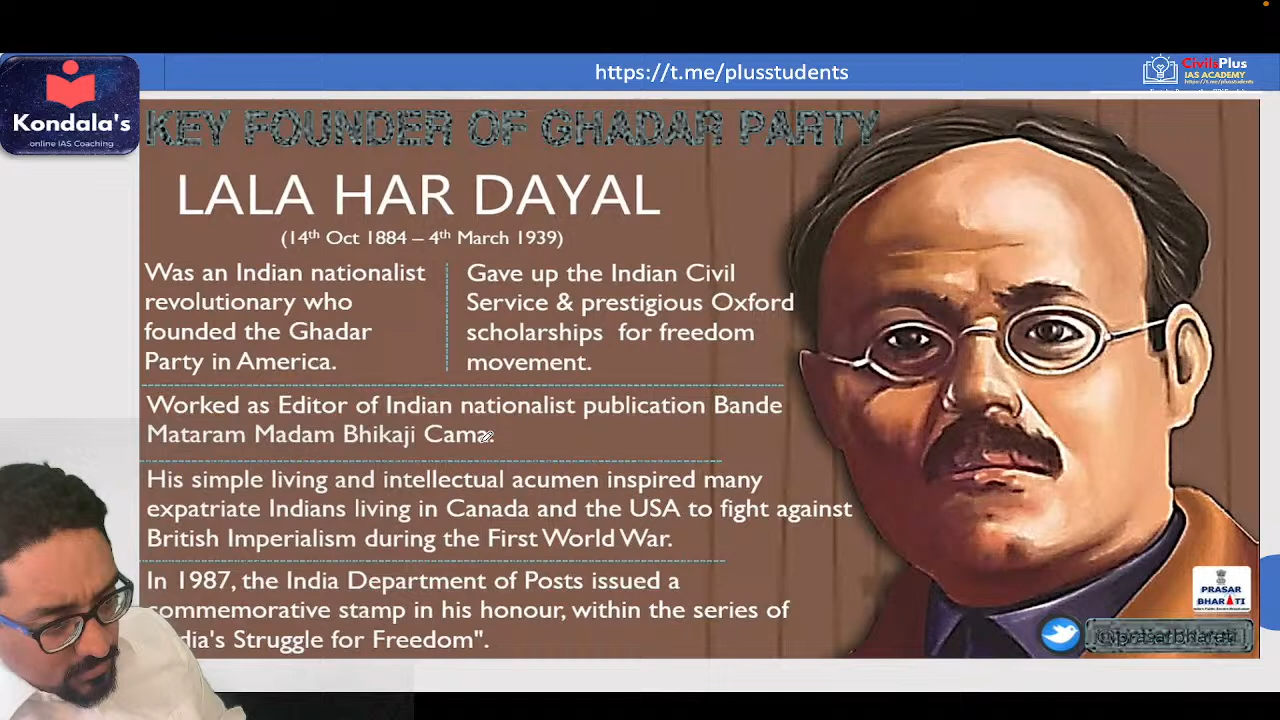 https://t.me/plusstudents
CivilsPlus
IAS ACADEMY
https://t.me/plusstudents
Kondala's
online IAS Coaching
KEY FOUNDER OF GHADAR PARTY
LALA HAR DAYAL
(14th Oct 1884 – 4th March 1939)
Was an Indian nationalist
revolutionary who
founded the Ghadar
Party in America.
Gave up the Indian Civil
Service & prestigious Oxford
scholarships for freedom
movement.
Worked as Editor of Indian nationalist publication Bande
Mataram Madam Bhikaji Cama.
His simple living and intellectual acumen inspired many
expatriate Indians living in Canada and the USA to fight against
British Imperialism during the First World War.
In 1987, the India Department of Posts issued a
commemorative stamp in his honour, within the series of
Struggle for Freedom".
PRASAR
BHARATI
@prasarbharati